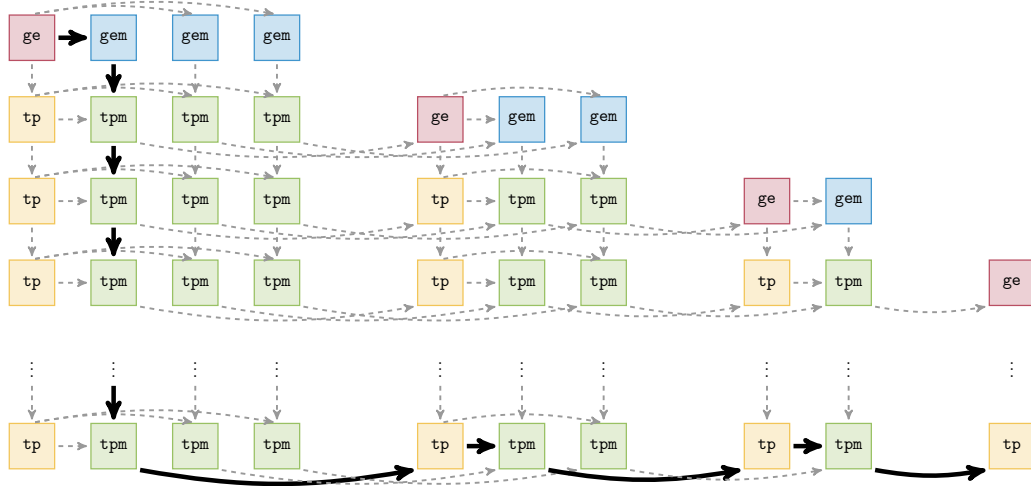 ge gem gem gem
tp tpm tpm tpm ge gem gem
tp tpm tpm tpm tp tpm tpm ge gem
tp tpm tpm tpm tp tpm tpm tp tpm ge
⋮ ⋮ ⋮ ⋮ ⋮ ⋮ ⋮ ⋮ ⋮ ⋮
tp tpm tpm tpm tp tpm tpm tp tpm tp